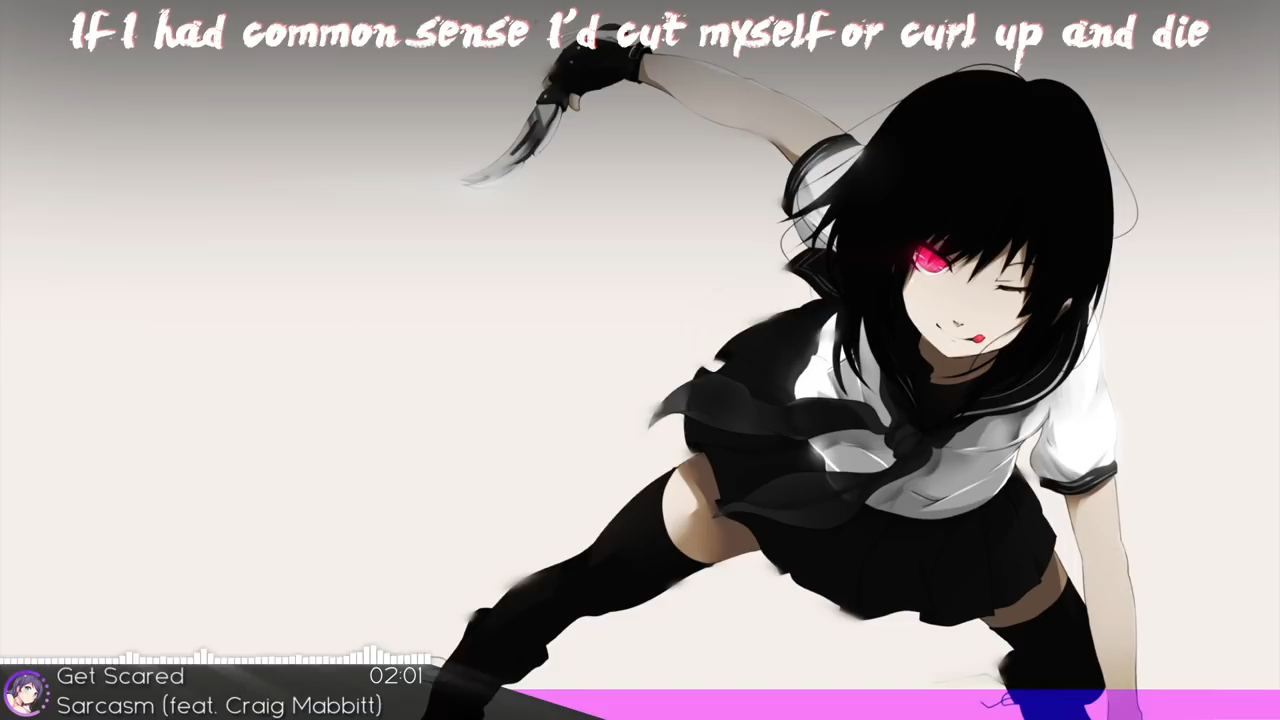 If I had common sense I'd cut myself or curl up and die
Get Scared
02:01
Sarcasm (feat. Craig Mabbitt)